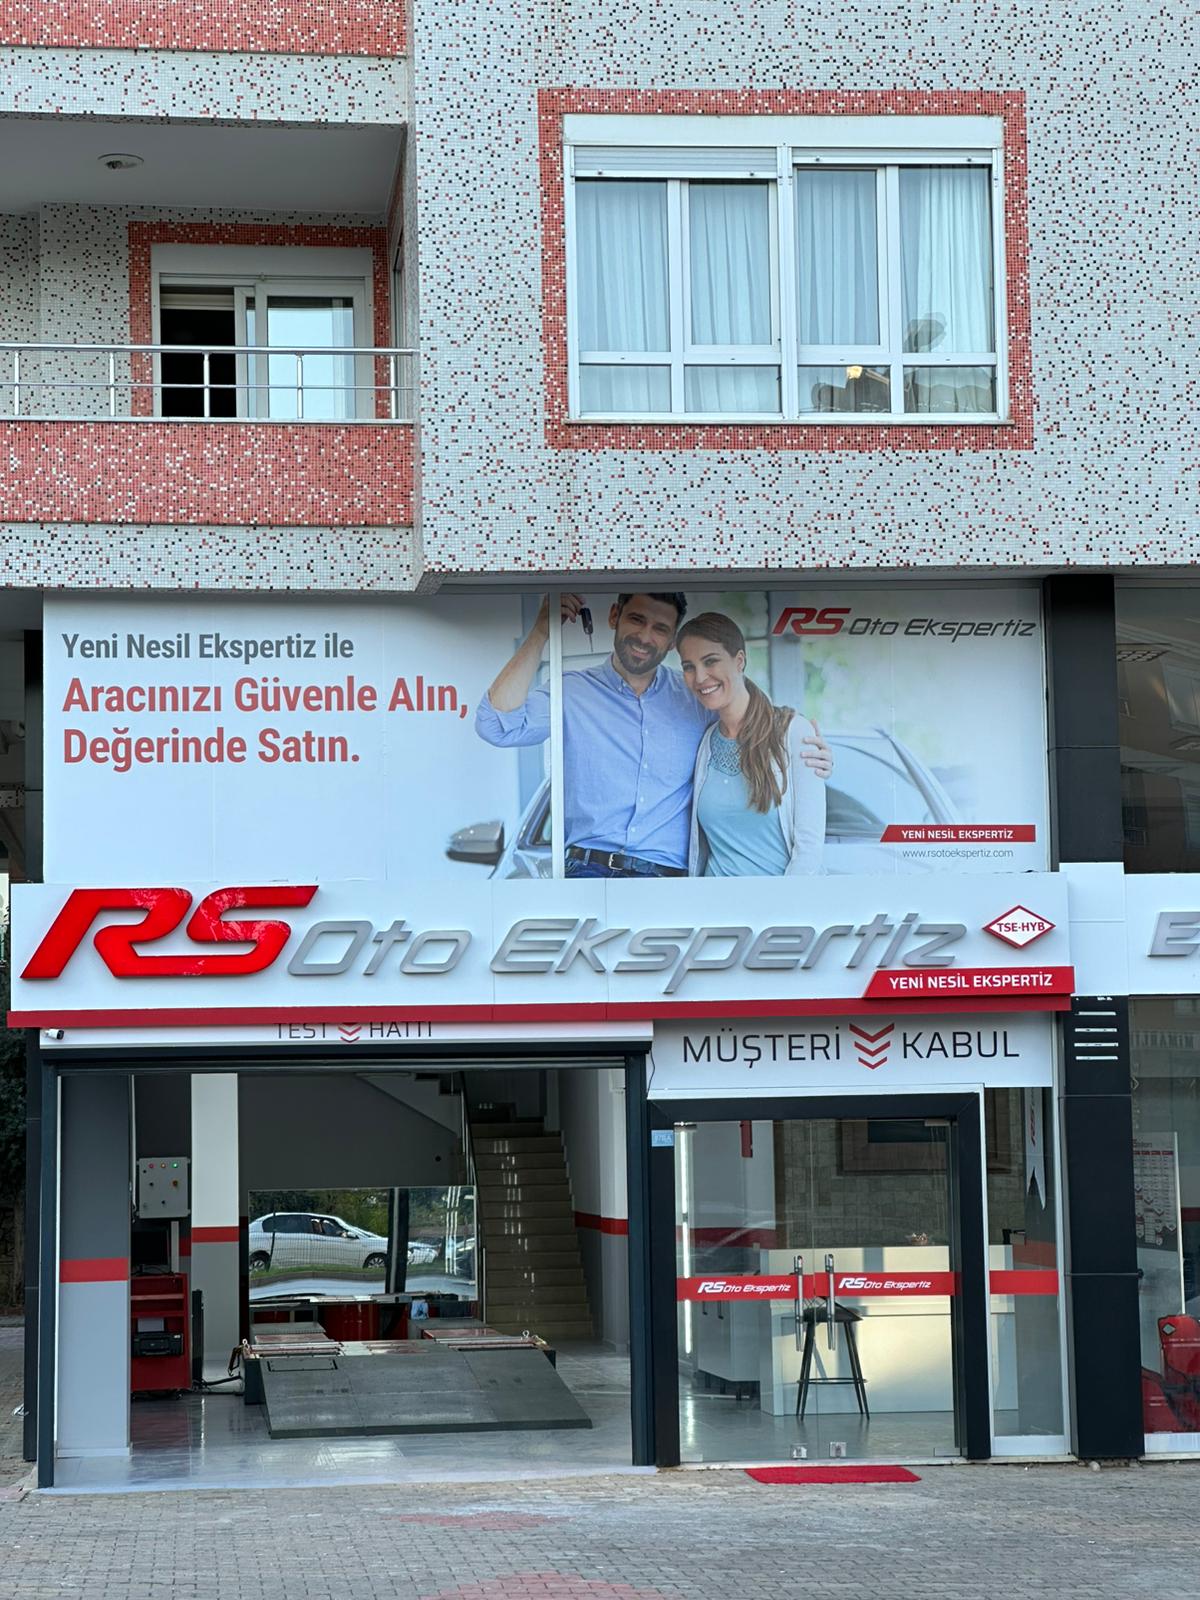 Yeni Nesil Ekspertiz ile
Aracınızı Güvenle Alın,
Değerinde Satın.
RS Oto Ekspertiz
YENİ NESİL EKSPERTİZ
www.rsotoekspertiz.com
RS Oto Ekspertiz
TSE-HYB
YENİ NESİL EKSPERTİZ
E
TEST HATTI
MÜŞTERİ KABUL
RS Oto Ekspertiz
RS Oto Ekspertiz